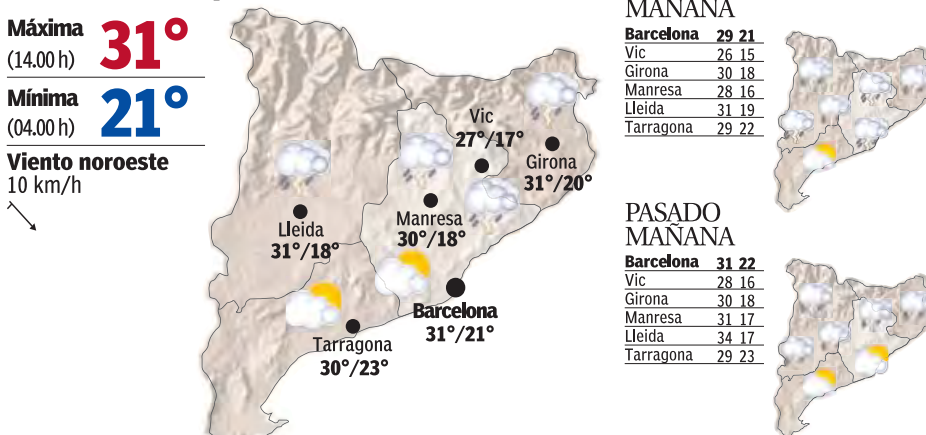 Máxima
(14.00 h)
31°
Mínima
(04.00 h)
21°
Viento noroeste
10 km/h
Vic
27°/17°
Girona
31°/20°
Lleida
31°/18°
Manresa
30°/18°
Barcelona
31°/21°
Tarragona
30°/23°
MAÑANA
Barcelona 29 21
Vic 26 15
Girona 30 18
Manresa 28 16
Lleida 31 19
Tarragona 29 22
PASADO
MAÑANA
Barcelona 31 22
Vic 28 16
Girona 30 18
Manresa 31 17
Lleida 34 17
Tarragona 29 23